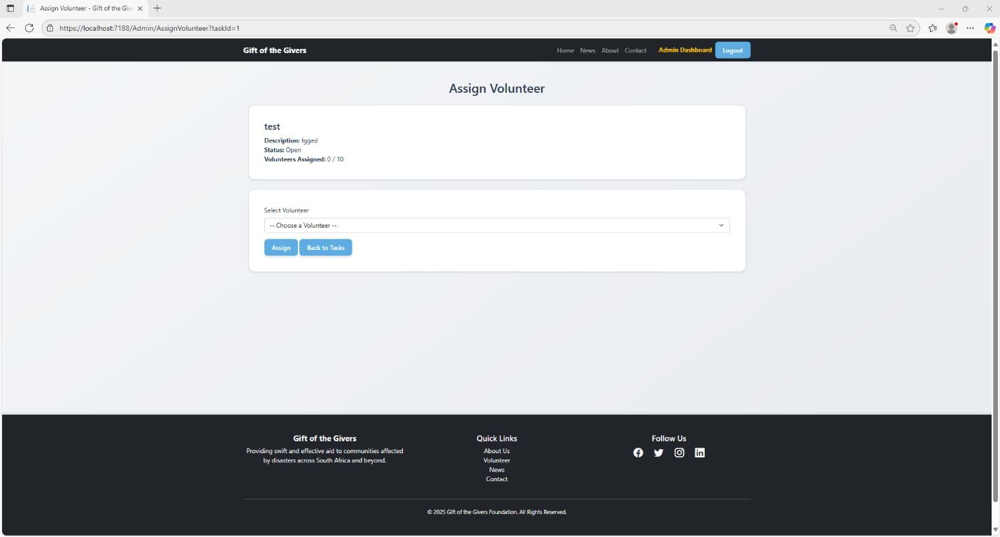 Assign Volunteer - Gift of the Giv
https://localhost:7188/Admin/AssignVolunteer?taskId=1
Gift of the Givers
Home News About Contact Admin Dashboard Logout
Assign Volunteer
test
Description: fgged
Status: Open
Volunteers Assigned: 0 / 10
Select Volunteer
-- Choose a Volunteer --
Assign Back to Tasks
Gift of the Givers
Providing swift and effective aid to communities affected
by disasters across South Africa and beyond.
Quick Links
About Us
Volunteer
News
Contact
Follow Us
© 2025 Gift of the Givers Foundation. All Rights Reserved.